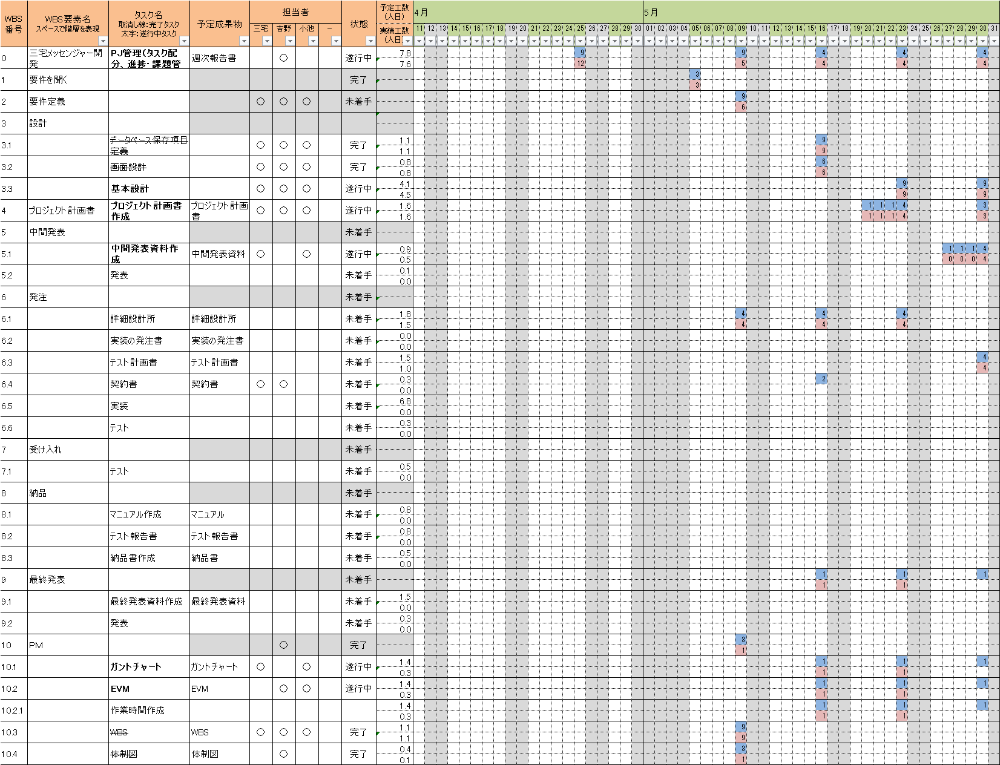 WBS 番号 WBS要素名 スペースで階層を表現 タスク名 取消し線：完了タスク 太字：遂行中タスク 予定成果物 担当者 状態 予定工数 (人日) 実績工数 (人日) 4月 5月
三宅 吉野 小池 ー 11 12 13 14 15 16 17 18 19 20 21 22 23 24 25 26 27 28 29 30 01 02 03 04 05 06 07 08 09 10 11 12 13 14 15 16 17 18 19 20 21 22 23 24 25 26 27 28 29 30 31
0 三宅メッセンジャー開発 PJ管理（タスク配分、進捗・課題管 週次報告書 ○ 遂行中 7.8 9 9 4 4 4
7.6 12 5 4 4 4
1 要件を聞く 完了 3
3
2 要件定義 ○ ○ ○ 未着手 9
6
3 設計
3.1 データベース保存項目定義 ○ ○ ○ 完了 1.1 9
1.1 9
3.2 画面設計 ○ ○ ○ 完了 0.8 6
0.8 6
3.3 基本設計 ○ ○ ○ 遂行中 4.1 9 9
4.5 9 9
4 プロジェクト計画書 プロジェクト計画書作成 プロジェクト計画書 ○ ○ ○ 遂行中 1.6 1 1 1 4 3
1.6 1 1 1 4 3
5 中間発表 未着手
5.1 中間発表資料作成 中間発表資料 ○ ○ 遂行中 0.9 1 1 1 4
0.5 0 0 0 4
5.2 発表 未着手 0.1
0.0
6 発注 未着手
6.1 詳細設計所 詳細設計所 未着手 1.8 4 4 4
1.5 4 4 4
6.2 実装の発注書 実装の発注書 未着手 0.0
0.0
6.3 テスト計画書 テスト計画書 未着手 1.5 4
1.0 4
6.4 契約書 契約書 ○ ○ 未着手 0.3 2
0.0
6.5 実装 未着手 6.8
0.0
6.6 テスト 未着手 0.3
0.0
7 受け入れ 未着手
7.1 テスト 未着手 0.5
0.0
8 納品 未着手
8.1 マニュアル作成 マニュアル 未着手 0.8
0.0
8.2 テスト報告書 テスト報告書 未着手 0.8
0.0
8.3 納品書作成 納品書 未着手 0.5
0.0
9 最終発表 未着手 1 1 1
1 1
9.1 最終発表資料作成 最終発表資料 未着手 1.5
0.0
9.2 発表 未着手 0.3
0.0
10 PM ○ 完了 3
1
10.1 ガントチャート ガントチャート ○ ○ 遂行中 1.4 1 1 1
0.3 1 1
10.2 EVM EVM ○ ○ 遂行中 1.4 1 1 1
0.3 1 1
10.2.1 作業時間作成 1.4 1 1 1
0.3 1 1
10.3 WBS WBS ○ ○ ○ 完了 1.1 9
1.1 9
10.4 体制図 体制図 ○ 完了 0.4 3
0.1 1